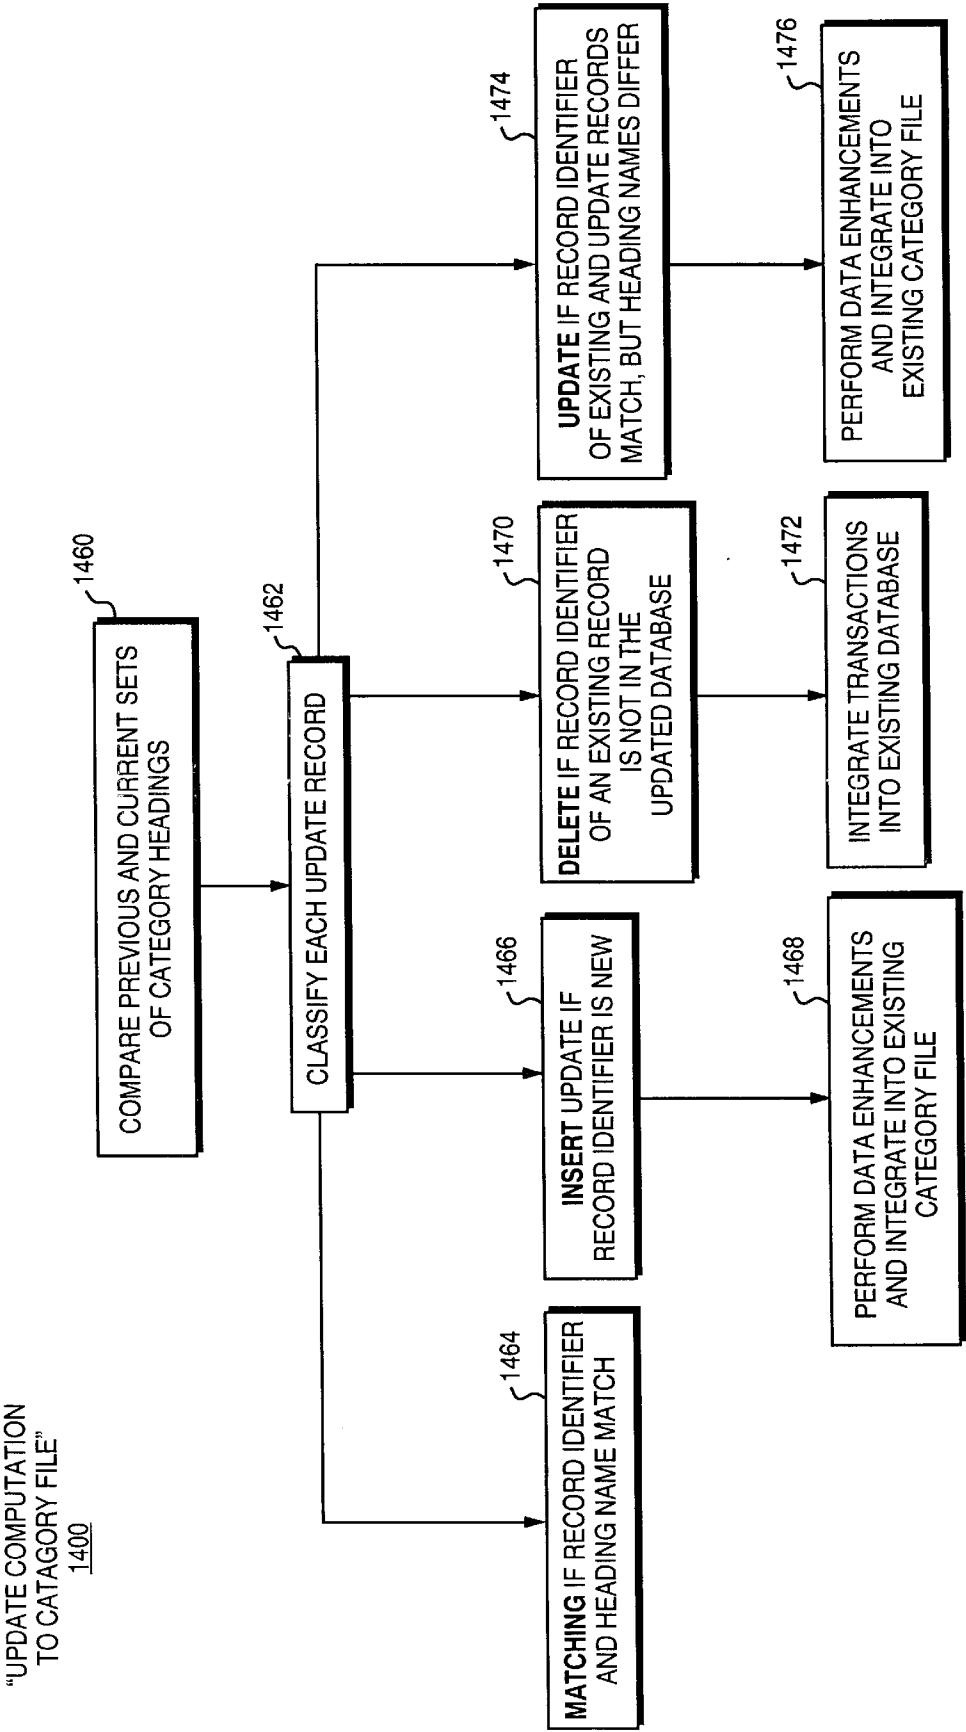 "UPDATE COMPUTATION
TO CATAGORY FILE"
1400
1460
COMPARE PREVIOUS AND CURRENT SETS
OF CATEGORY HEADINGS
1462
CLASSIFY EACH UPDATE RECORD
1464
MATCHING IF RECORD IDENTIFIER
AND HEADING NAME MATCH
1466
INSERT UPDATE IF
RECORD IDENTIFIER IS NEW
1468
PERFORM DATA ENHANCEMENTS
AND INTEGRATE INTO EXISTING
CATEGORY FILE
1470
DELETE IF RECORD IDENTIFIER
OF AN EXISTING RECORD
IS NOT IN THE
UPDATED DATABASE
1472
INTEGRATE TRANSACTIONS
INTO EXISTING DATABASE
1474
UPDATE IF RECORD IDENTIFIER
OF EXISTING AND UPDATE RECORDS
MATCH, BUT HEADING NAMES DIFFER
1476
PERFORM DATA ENHANCEMENTS
AND INTEGRATE INTO
EXISTING CATEGORY FILE